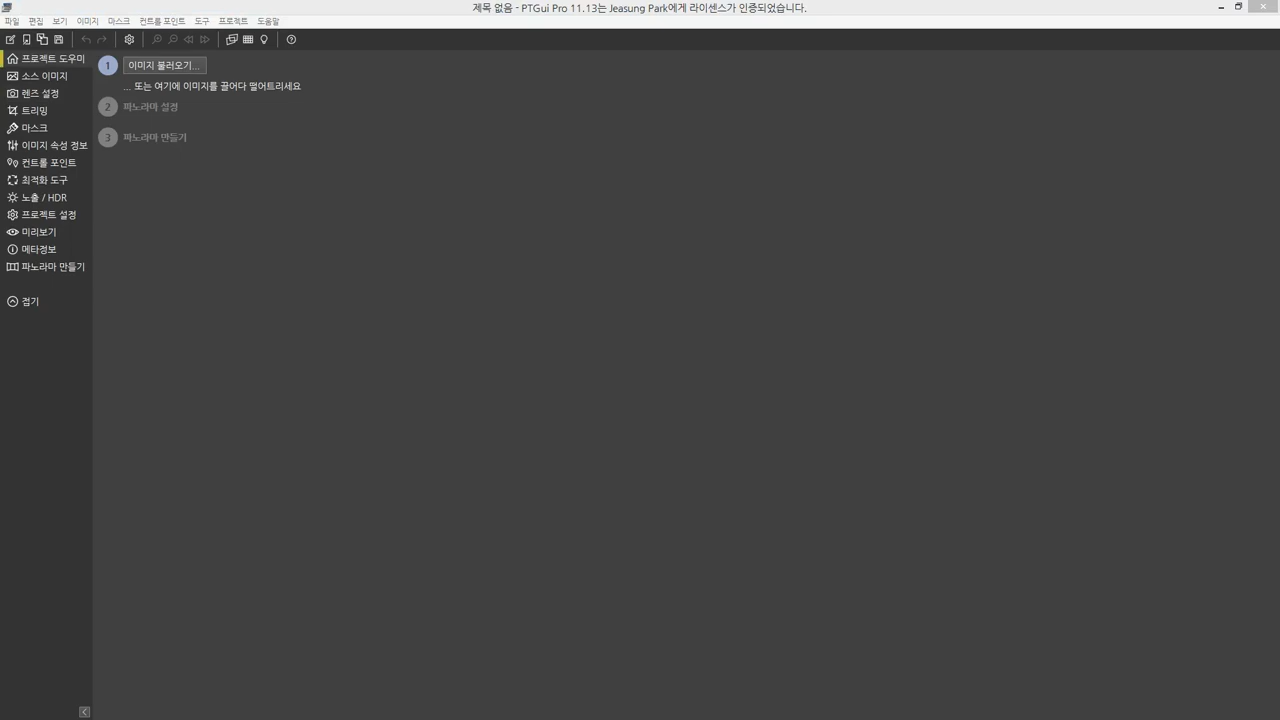 제목 없음 - PTGui Pro 11.13는 Jeasung Park에게 라이센스가 인증되었습니다.
파일 편집 보기 이미지 마스크 컨트롤 포인트 도구 프로젝트 도움말
프로젝트 도우미
소스 이미지
렌즈 설정
트리밍
마스크
이미지 속성 정보
컨트롤 포인트
최적화 도구
노출 / HDR
프로젝트 설정
미리보기
메타정보
파노라마 만들기
접기
1 이미지 불러오기...
... 또는 여기에 이미지를 끌어다 떨어트리세요
2 파노라마 설정
3 파노라마 만들기